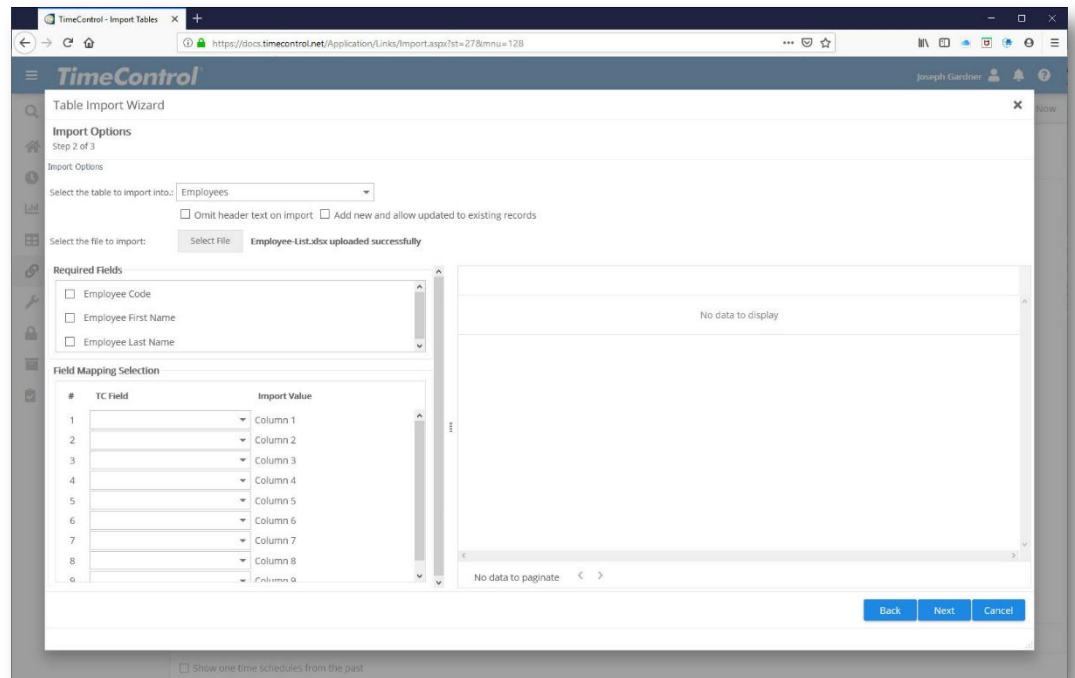 TimeControl - Import Tables
https://docs.timecontrol.net/Application/Links/Import.aspx?st=27&mnu=128
TimeControl
Joseph Gardner
Table Import Wizard
Now
Import Options
Step 2 of 3
Import Options
Select the table to import into.: Employees
Omit header text on import Add new and allow updated to existing records
Select the file to import: Select File Employee-List.xlsx uploaded successfully
Required Fields
Employee Code
Employee First Name
Employee Last Name
No data to display
Field Mapping Selection
# TC Field Import Value
1 Column 1
2 Column 2
3 Column 3
4 Column 4
5 Column 5
6 Column 6
7 Column 7
8 Column 8
9 Column 9
No data to paginate
Back Next Cancel
Show one time schedules from the past